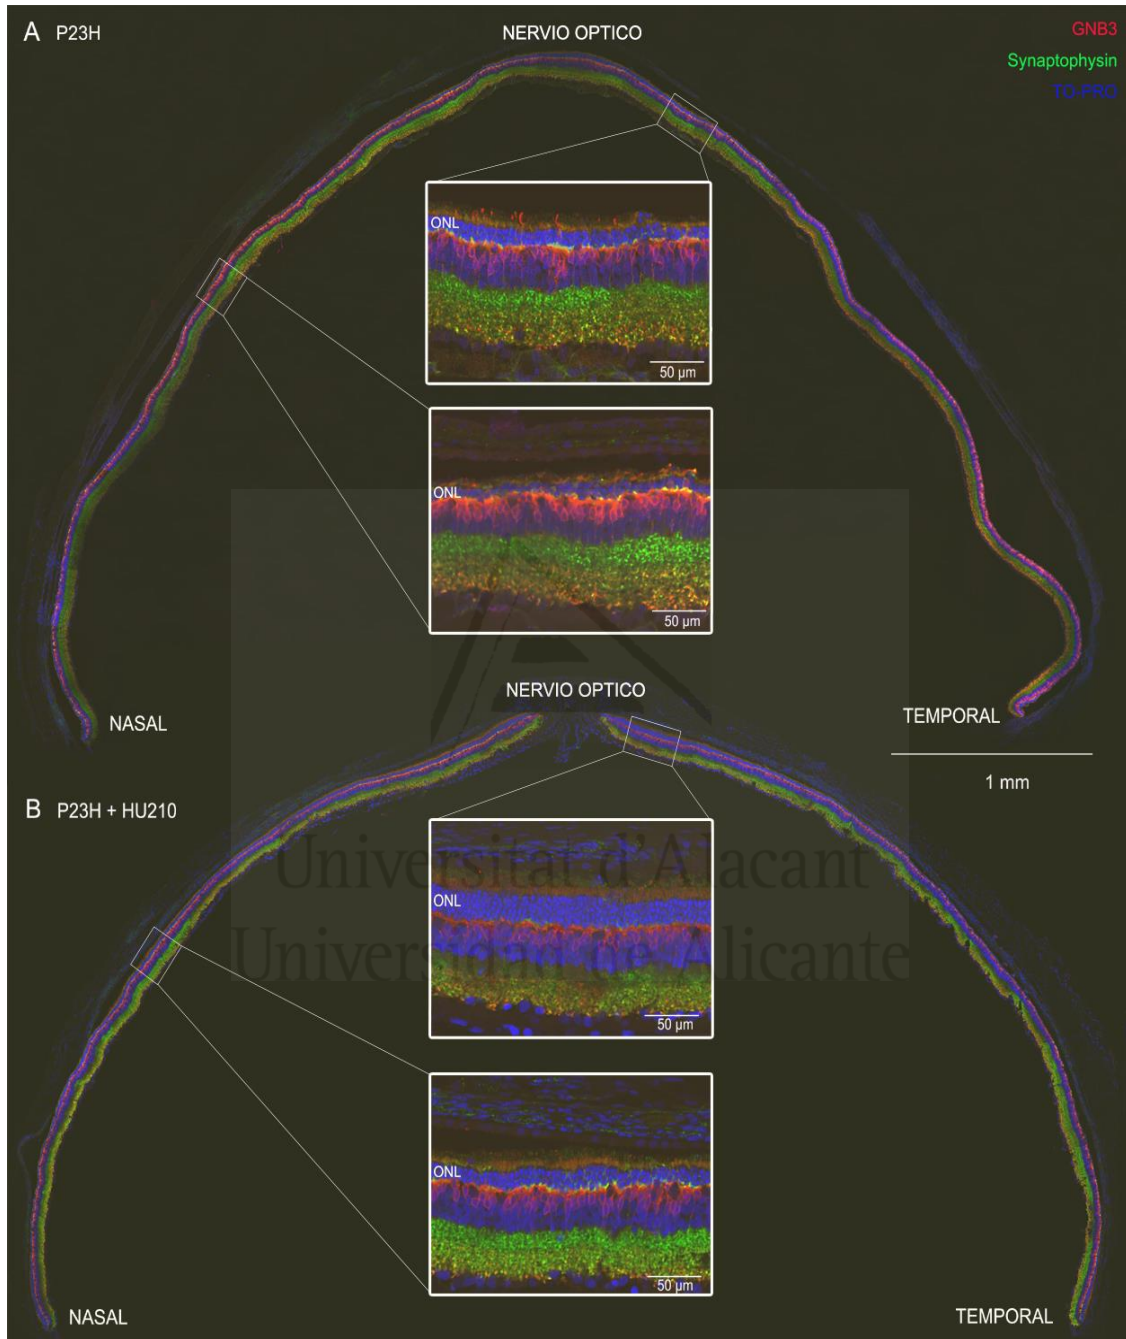 A P23H
NERVIO OPTICO
GNB3
Synaptophysin
TO-PRO
ONL
50 µm
ONL
50 µm
NASAL
TEMPORAL
1 mm
NERVIO OPTICO
B P23H + HU210
ONL
50 µm
Universitat d'Alacant
Universidad de Alicante
ONL
50 µm
NASAL
TEMPORAL